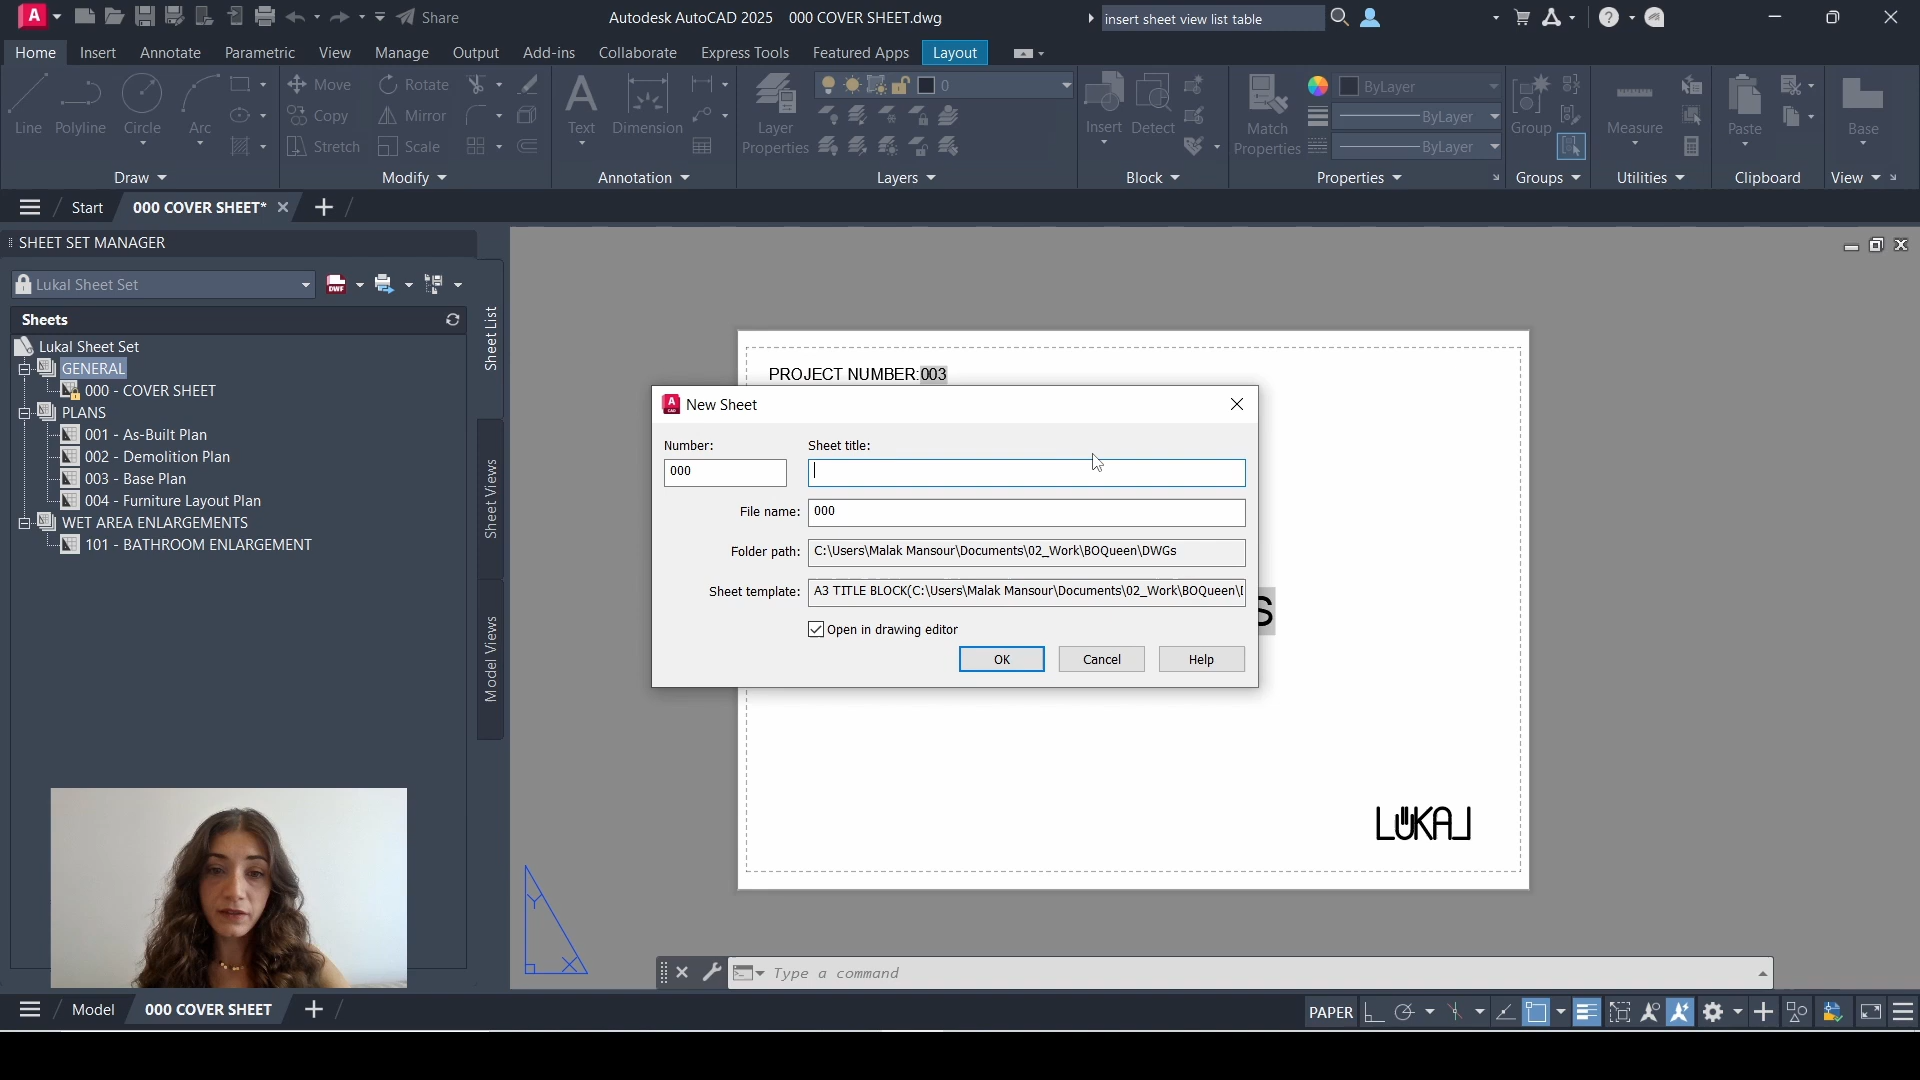 Share
Autodesk AutoCAD 2025 000 COVER SHEET.dwg
insert sheet view list table
Home Insert Annotate Parametric View Manage Output Add-ins Collaborate Express Tools Featured Apps Layout
Line Polyline Circle Arc
Draw
Move Rotate
Copy Mirror
Stretch Scale
Modify
Text Dimension
Annotation
Layer Properties
0
Layers
Insert Detect
Block
Match Properties
ByLayer
ByLayer
ByLayer
Properties
Group
Groups
Measure
Utilities
Paste
Clipboard
Base
View
Start 000 COVER SHEET*
SHEET SET MANAGER
Lukal Sheet Set
DWF
Sheets
Lukal Sheet Set
GENERAL
000 - COVER SHEET
PLANS
001 - As-Built Plan
002 - Demolition Plan
003 - Base Plan
004 - Furniture Layout Plan
WET AREA ENLARGEMENTS
101 - BATHROOM ENLARGEMENT
Sheet List
Sheet Views
Model Views
PROJECT NUMBER:003
New Sheet
Number: Sheet title:
000
File name: 000
Folder path: C:\Users\Malak Mansour\Documents\02_Work\BOQueen\DWGs
Sheet template: A3 TITLE BLOCK(C:\Users\Malak Mansour\Documents\02_Work\BOQueen\
Open in drawing editor
OK Cancel Help
S
LUKAL
Y
X
Type a command
Model 000 COVER SHEET
PAPER